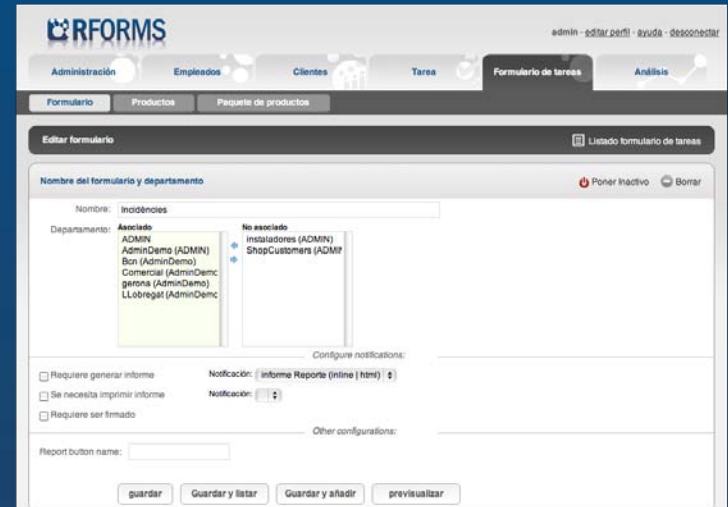 RFORMS
admin - editar perfil - ayuda - desconectar
Administración Empleados Clientes Tarea Formulario de tareas Análisis
Formulario Productos Paquete de productos
Editar formulario Listado formulario de tareas
Nombre del formulario y departamento Poner Inactivo Borrar
Nombre: Incidències
Departamento: Asociado No asociado
ADMIN instaladores (ADMIN)
AdminDemo (ADMIN) ShopCustomers (ADMIN
Bcn (AdminDemo)
Comercial (AdminDemo
gerona (AdminDemo)
LLobregat (AdminDemo
Configure notifications:
Requiere generar informe Notificación: informe Reporte (inline | html)
Se necesita imprimir informe Notificación:
Requiere ser firmado
Other configurations:
Report button name:
guardar Guardar y listar Guardar y añadir previsualizar